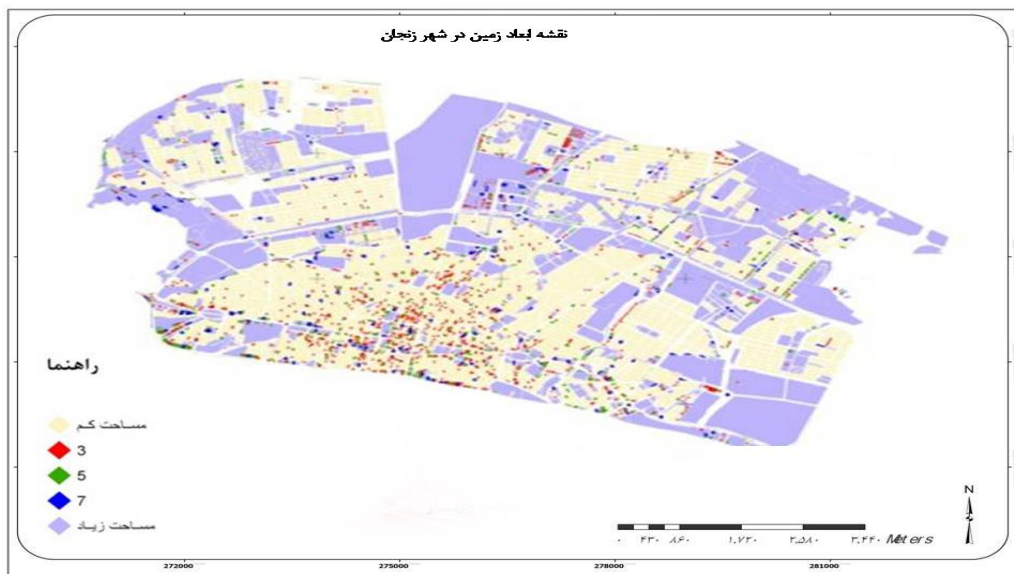 نقشه ابعاد زمین در شهر زنجان
راهنما
مساحت کم
3
5
7
مساحت زیاد
N
۰ ۴۳۰ ۸۶۰ ۱.۷۲۰ ۲.۵۸۰ ۳.۴۴۰ Meters
272000 275000 278000 281000